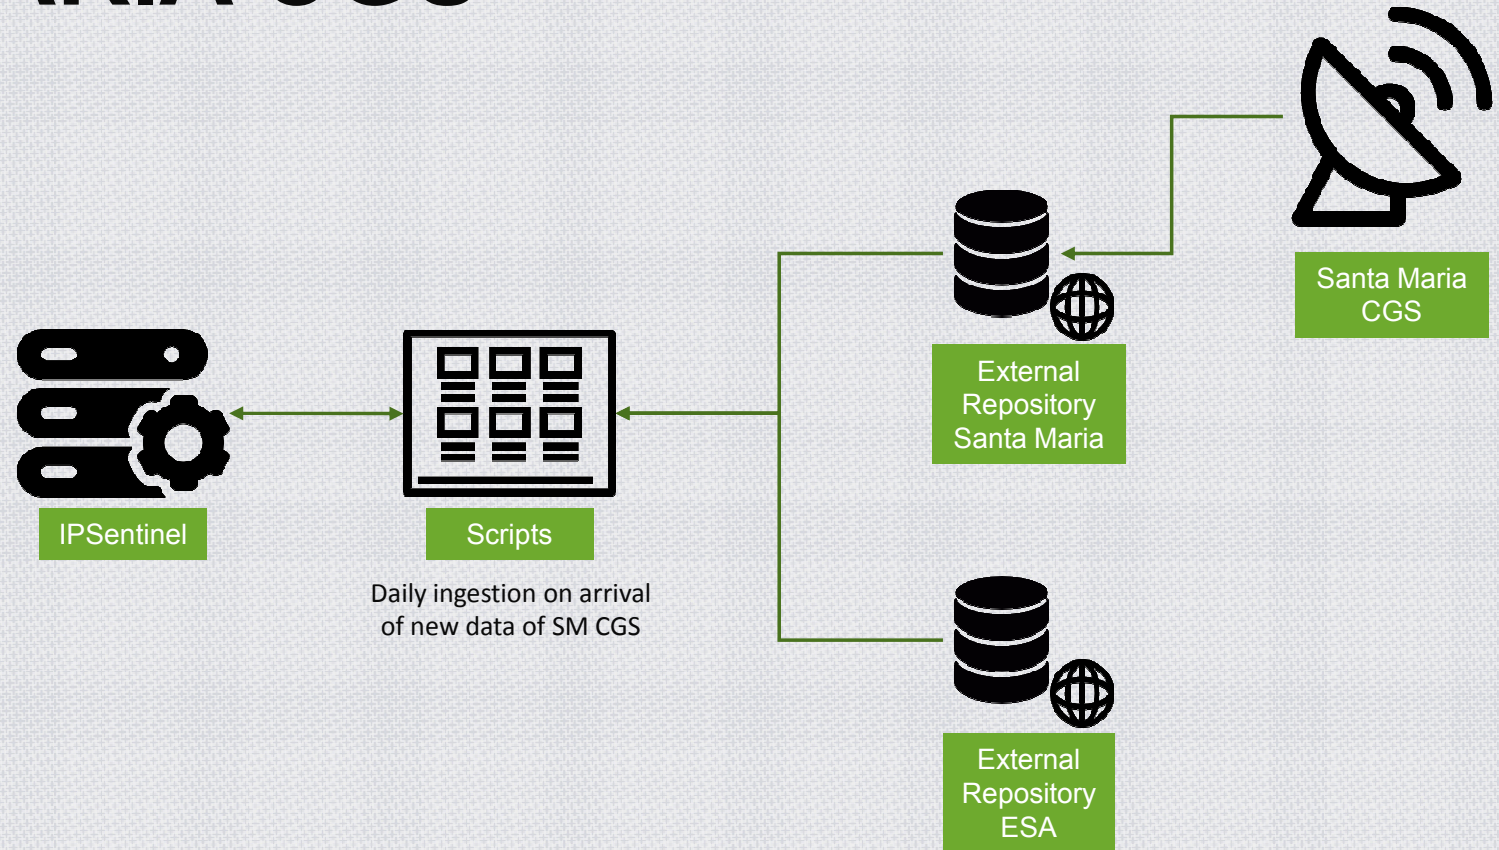 Santa Maria
CGS
External
Repository
Santa Maria
IPSentinel
Scripts
Daily ingestion on arrival
of new data of SM CGS
External
Repository
ESA